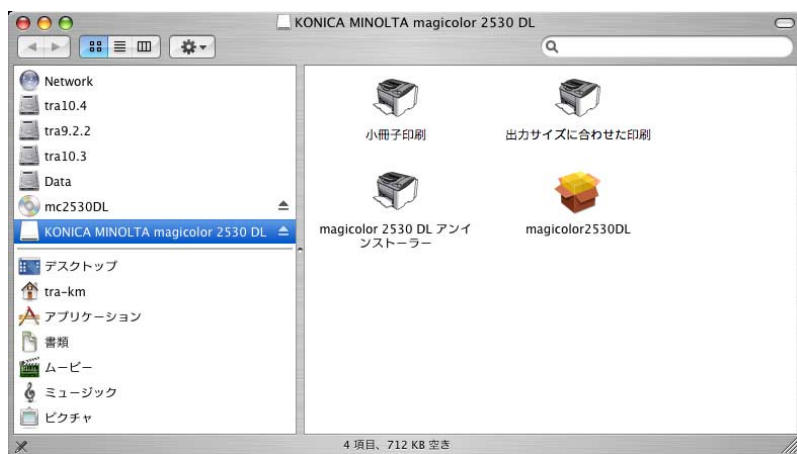 KONICA MINOLTA magicolor 2530 DL
Network
tra10.4
tra9.2.2
tra10.3
Data
mc2530DL
KONICA MINOLTA magicolor 2530 DL
デスクトップ
tra-km
アプリケーション
書類
ムービー
ミュージック
ピクチャ
小冊子印刷
出力サイズに合わせた印刷
magicolor 2530 DL アンイ
ンストーラー
magicolor2530DL
4 項目、712 KB 空き